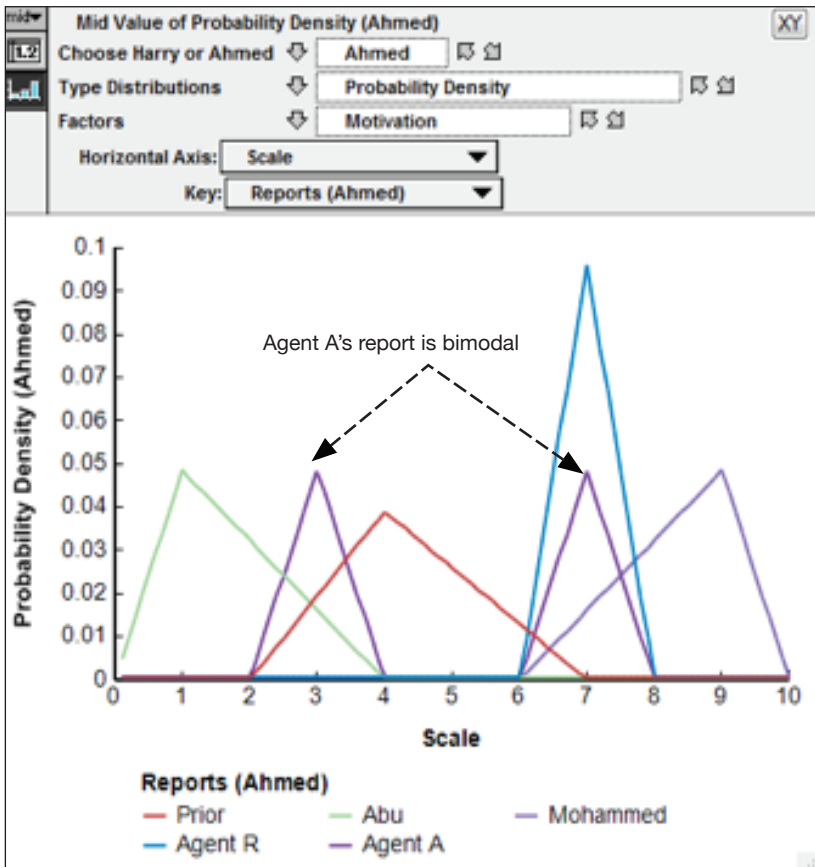 mid
Mid Value of Probability Density (Ahmed)
XY
1.2
Choose Harry or Ahmed Ahmed
Type Distributions Probability Density
Factors Motivation
Horizontal Axis: Scale
Key: Reports (Ahmed)
Probability Density (Ahmed)
0.1
0.09
0.08
0.07
0.06
0.05
0.04
0.03
0.02
0.01
0
Agent A’s report is bimodal
0 1 2 3 4 5 6 7 8 9 10
Scale
Reports (Ahmed)
Prior Abu Mohammed
Agent R Agent A